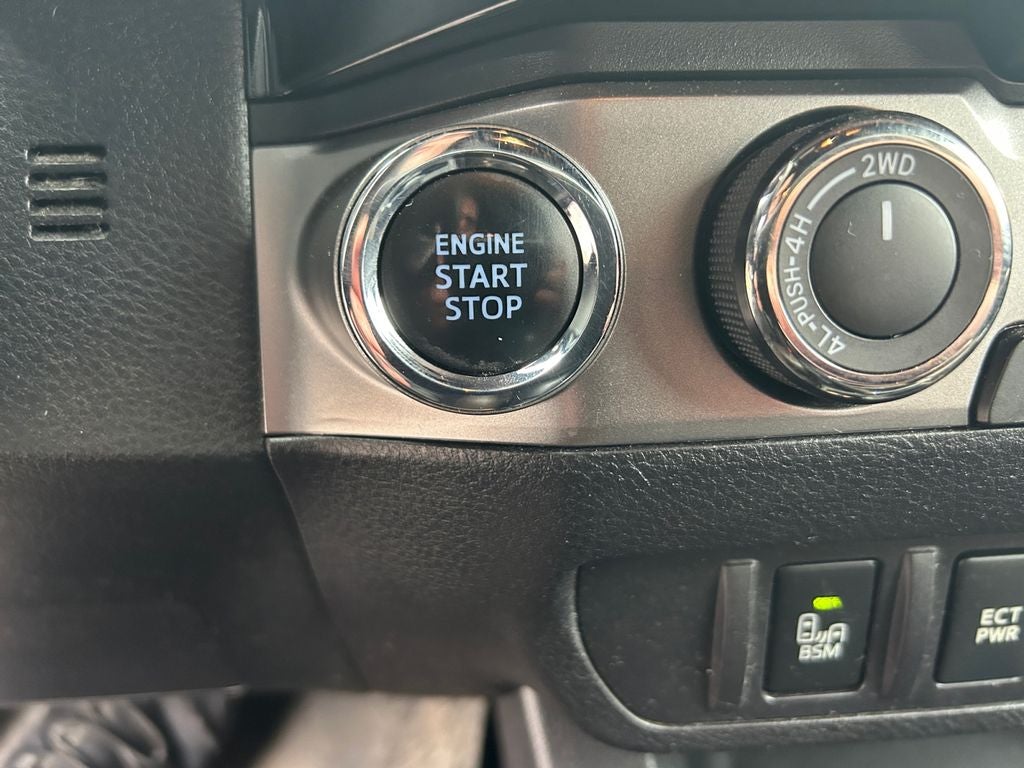 ENGINE
START
STOP
2WD
4L-PUSH-4H
BSM
ECT
PWR